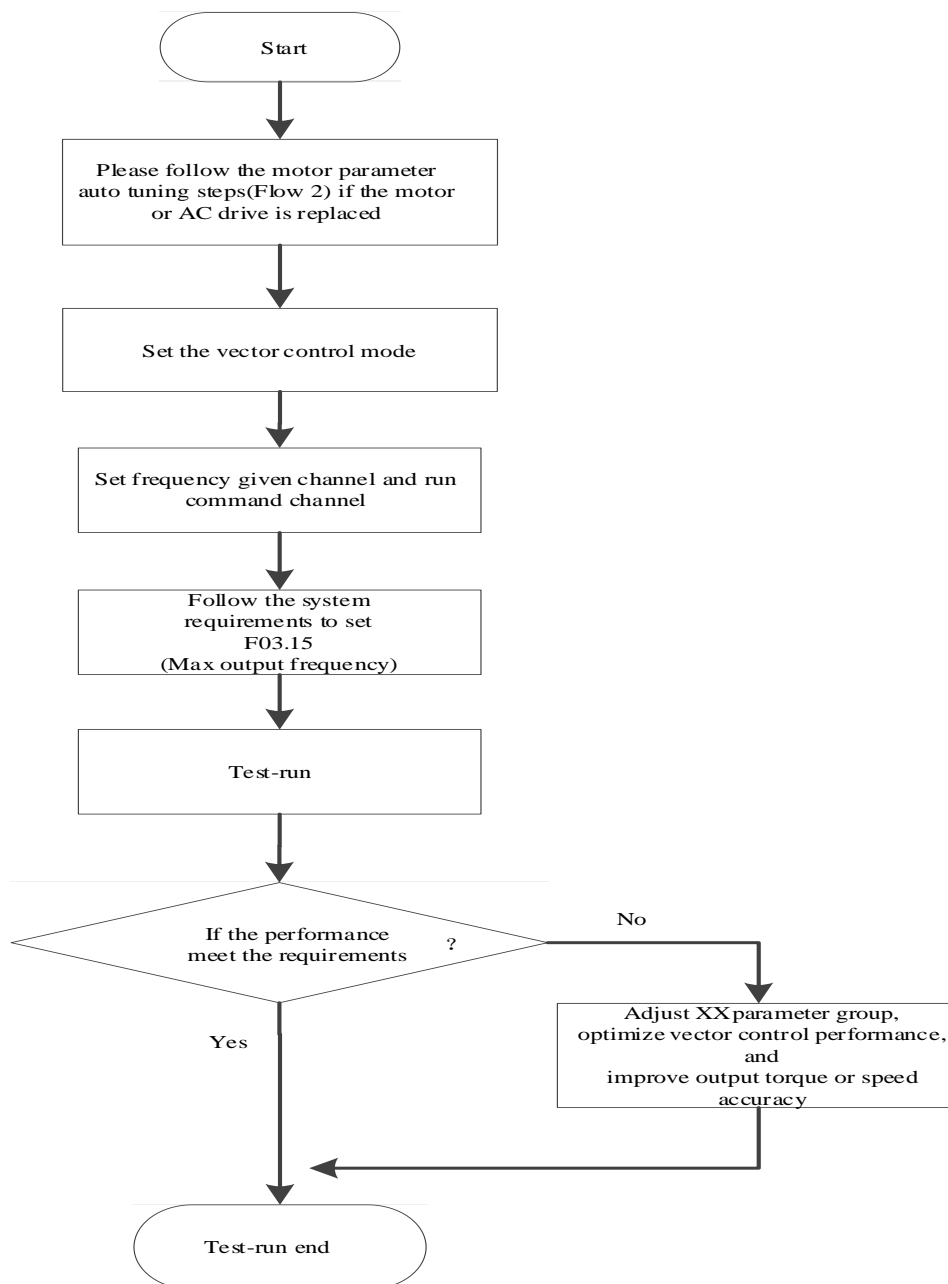 Start
Please follow the motor parameter
auto tuning steps(Flow 2) if the motor
or AC drive is replaced
Set the vector control mode
Set frequency given channel and run
command channel
Follow the system
requirements to set
F03.15
(Max output frequency)
Test-run
If the performance
meet the requirements
?
No
Yes
Adjust XX parameter group,
optimize vector control performance,
and
improve output torque or speed
accuracy
Test-run end